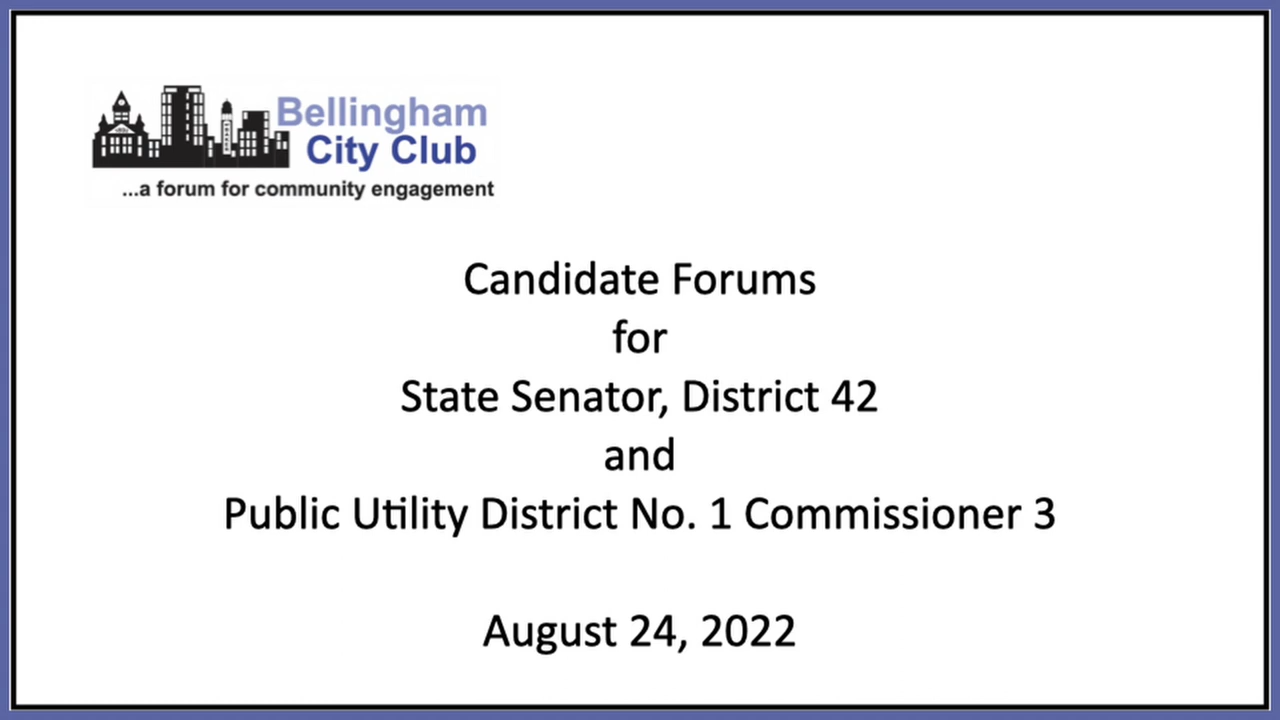 Bellingham
City Club
...a forum for community engagement
Candidate Forums
for
State Senator, District 42
and
Public Utility District No. 1 Commissioner 3
August 24, 2022